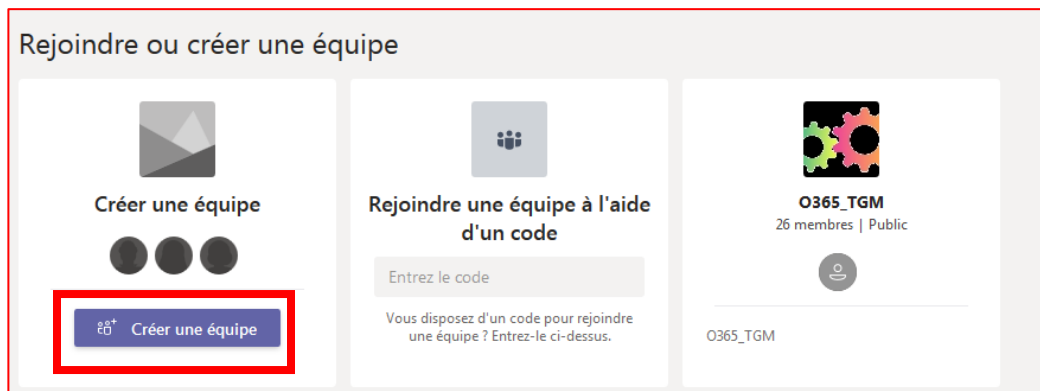 Rejoindre ou créer une équipe
Créer une équipe
Créer une équipe
Rejoindre une équipe à l'aide
d'un code
Entrez le code
Vous disposez d'un code pour rejoindre
une équipe ? Entrez-le ci-dessus.
O365_TGM
26 membres | Public
O365_TGM